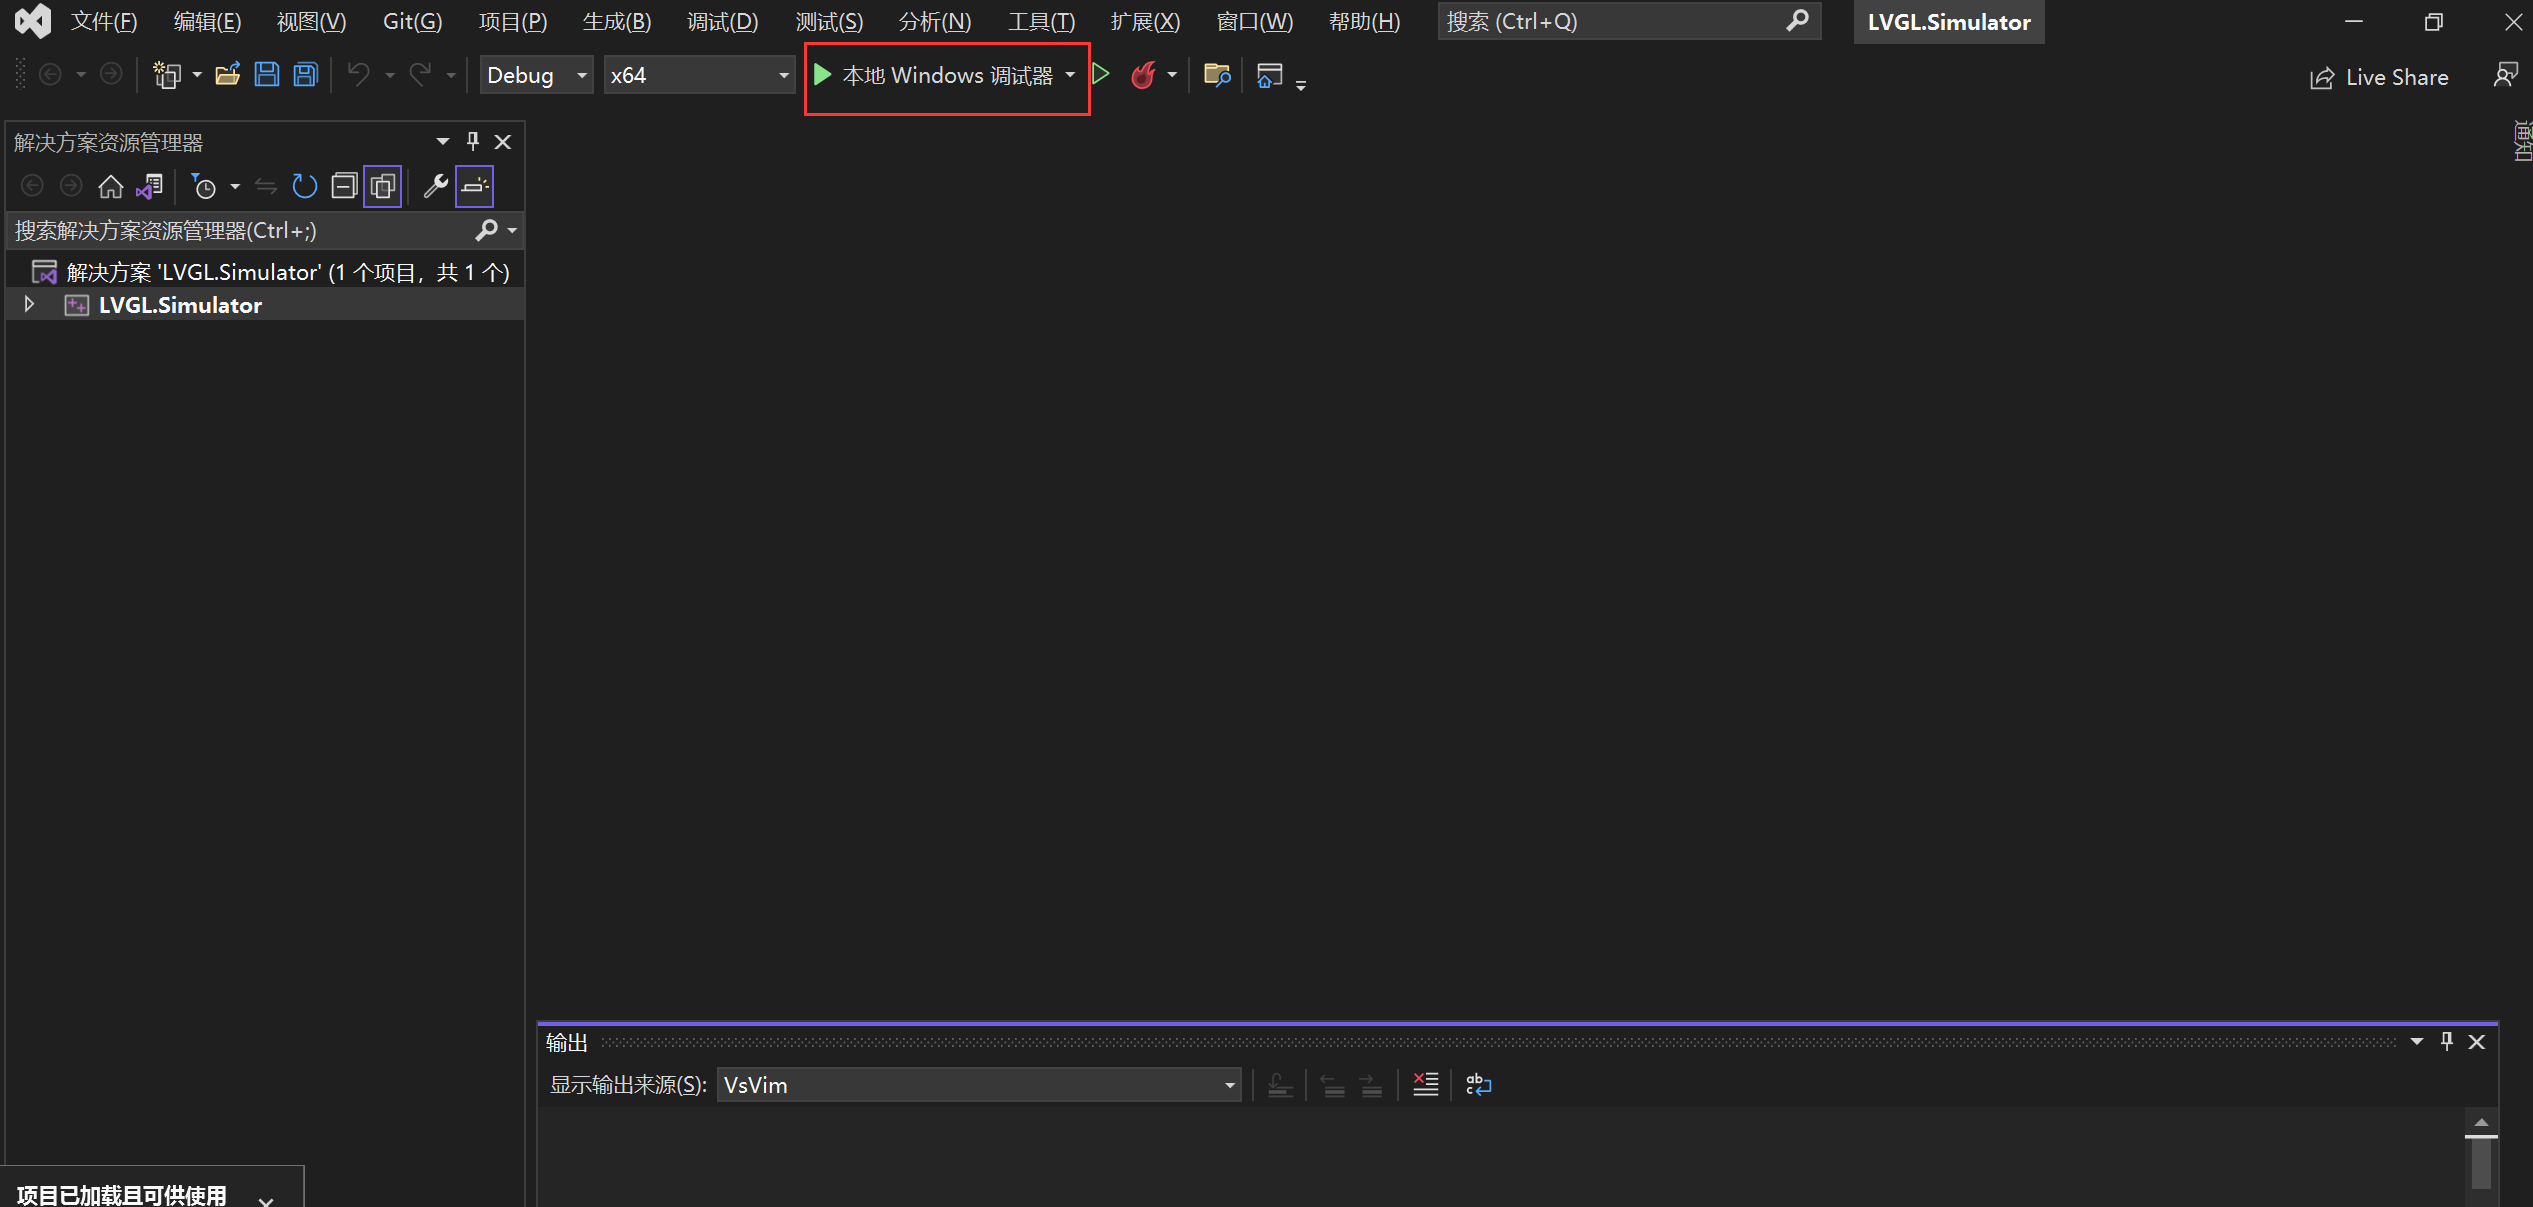 文件(F) 编辑(E) 视图(V) Git(G) 项目(P) 生成(B) 调试(D) 测试(S) 分析(N) 工具(T) 扩展(X) 窗口(W) 帮助(H) 搜索 (Ctrl+Q) LVGL.Simulator
Debug x64 本地 Windows 调试器 Live Share
通知
解决方案资源管理器
搜索解决方案资源管理器(Ctrl+;)
解决方案 'LVGL.Simulator' (1 个项目，共 1 个)
LVGL.Simulator
输出
显示输出来源(S): VsVim
项目已加载且可供使用